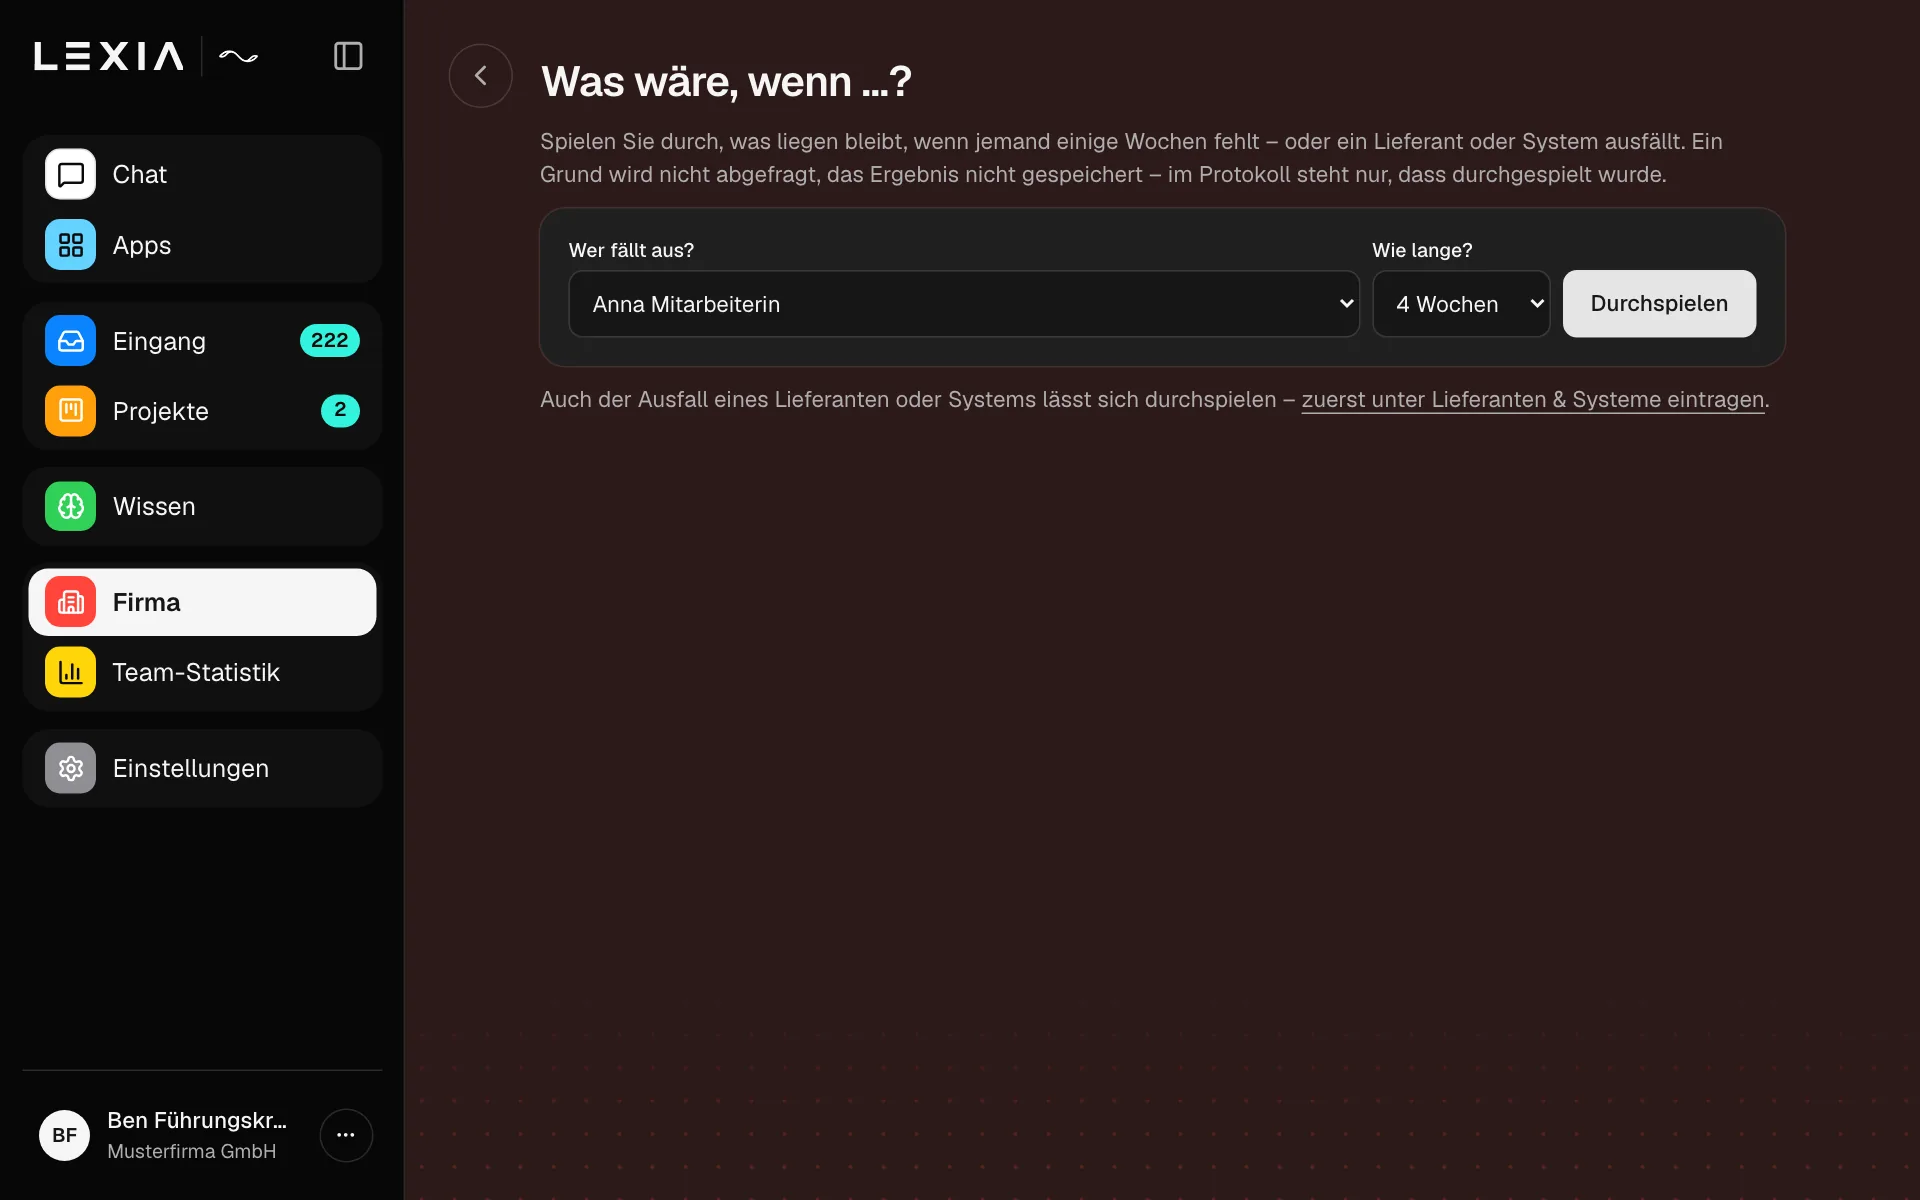 LEXIA
Chat
Apps
Eingang 222
Projekte 2
Wissen
Firma
Team-Statistik
Einstellungen
BF
Ben Führungskr...
Musterfirma GmbH
Was wäre, wenn ...?
Spielen Sie durch, was liegen bleibt, wenn jemand einige Wochen fehlt – oder ein Lieferant oder System ausfällt. Ein
Grund wird nicht abgefragt, das Ergebnis nicht gespeichert – im Protokoll steht nur, dass durchgespielt wurde.
Wer fällt aus? Wie lange?
Anna Mitarbeiterin 4 Wochen Durchspielen
Auch der Ausfall eines Lieferanten oder Systems lässt sich durchspielen – zuerst unter Lieferanten & Systeme eintragen.